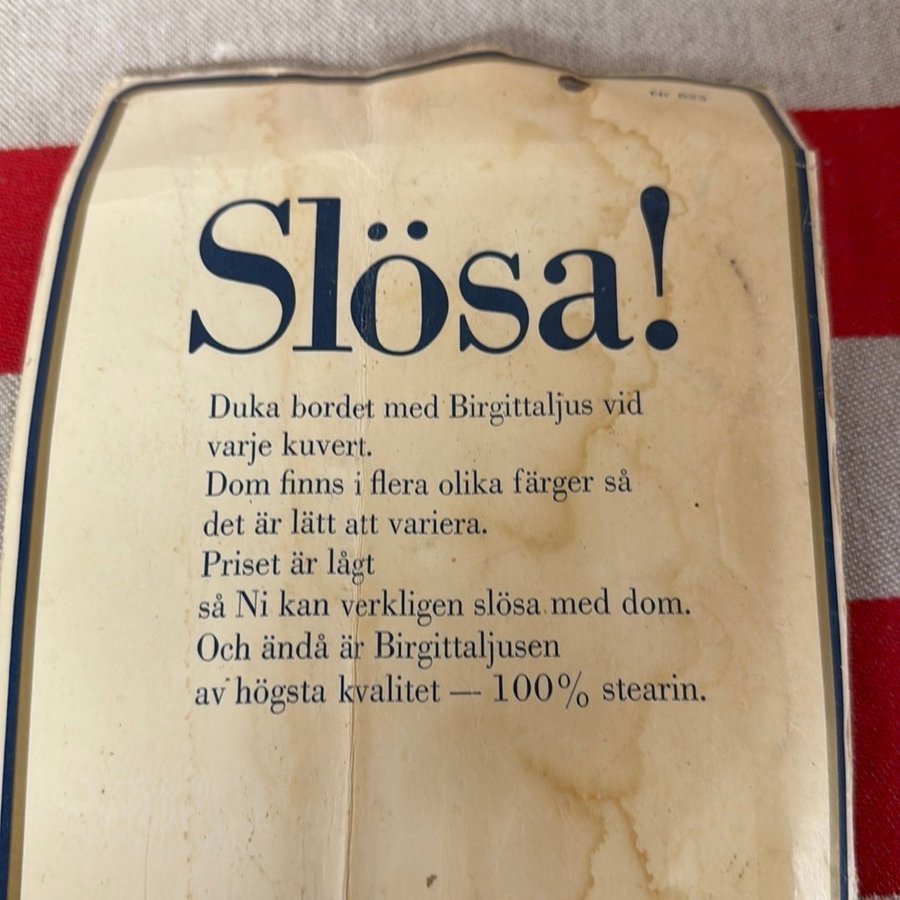 Slösa!
Duka bordet med Birgittaljus vid
varje kuvert.
Dom finns i flera olika färger så
det är lätt att variera.
Priset är lågt
så Ni kan verkligen slösa med dom.
Och ändå är Birgittaljusen
av högsta kvalitet — 100% stearin.